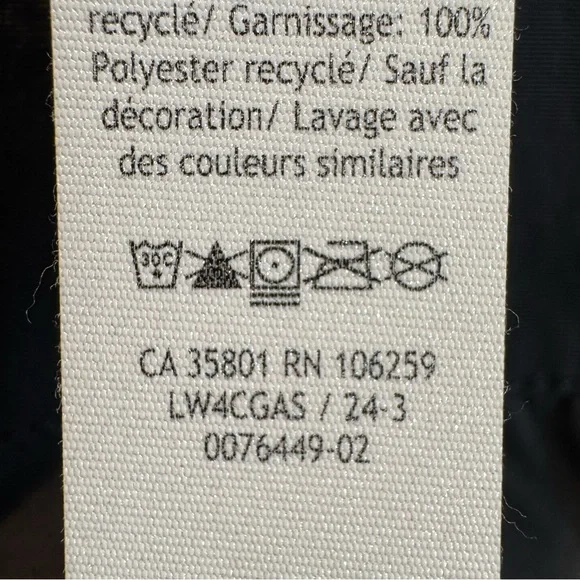 recyclé/ Garnissage: 100%
Polyester recyclé/ Sauf la
décoration/ Lavage avec
des couleurs similaires
30C
CA 35801 RN 106259
LW4CGAS / 24-3
0076449-02